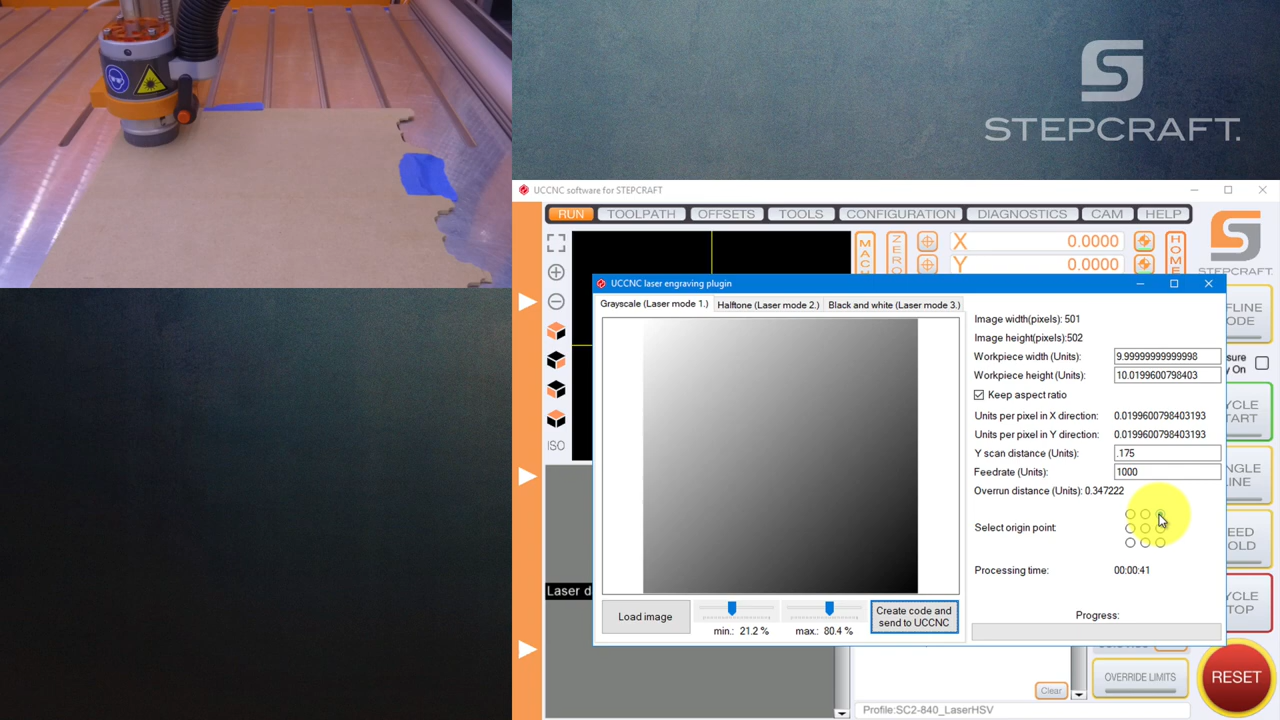 STEPCRAFT.
UCCNC software for STEPCRAFT
RUN TOOLPATH OFFSETS TOOLS CONFIGURATION DIAGNOSTICS CAM HELP
X 0.0000
Y 0.0000
STEPCRAFT
UCCNC laser engraving plugin
Grayscale (Laser mode 1.) Halftone (Laser mode 2.) Black and white (Laser mode 3.)
Image width(pixels): 501
Image height(pixels):502
Workpiece width (Units): 9.99999999999998
Workpiece height (Units): 10.0199600798403
Keep aspect ratio
Units per pixel in X direction: 0.0199600798403193
Units per pixel in Y direction: 0.0199600798403193
Y scan distance (Units): .175
Feedrate (Units): 1000
Overrun distance (Units): 0.347222
Select origin point:
Processing time: 00:00:41
Progress:
Load image
min.: 21.2 %
max.: 80.4 %
Create code and
send to UCCNC
ISO
Laser d
OVERRIDE LIMITS
RESET
Clear
Profile:SC2-840_LaserHSV